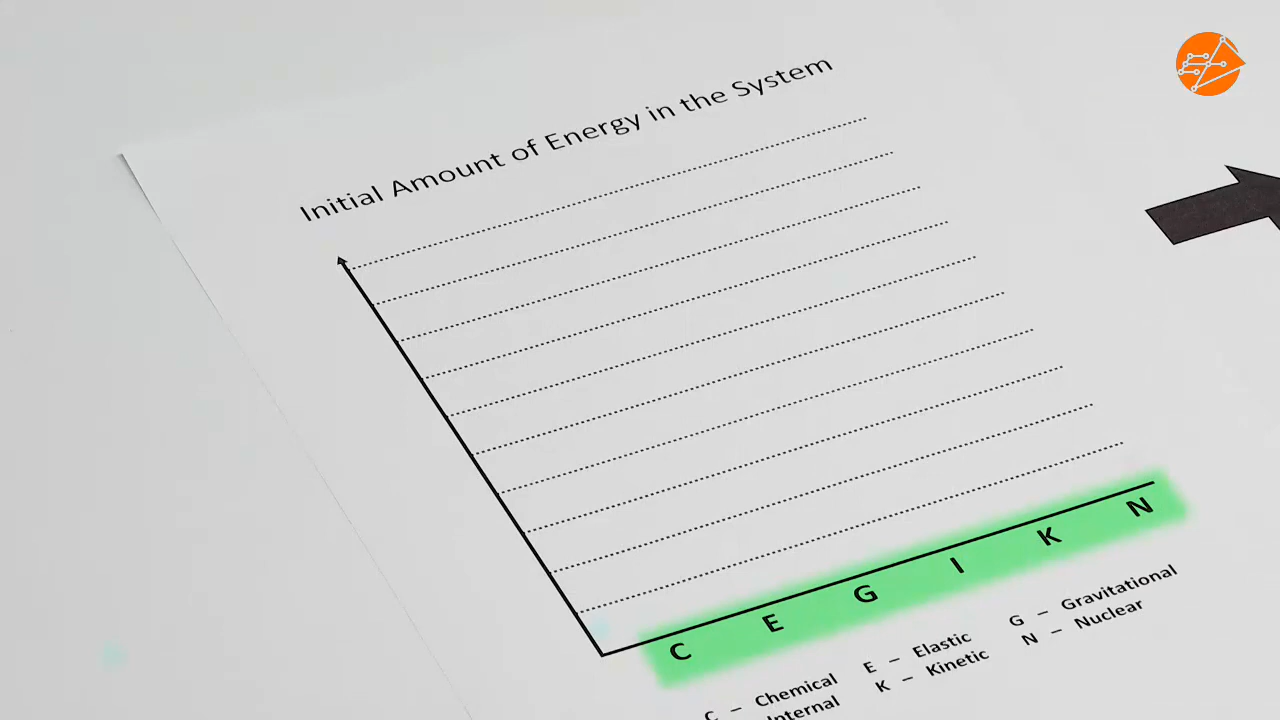 Initial Amount of Energy in the System
C E G I K N
C – Chemical E – Elastic G – Gravitational
Internal K – Kinetic N – Nuclear